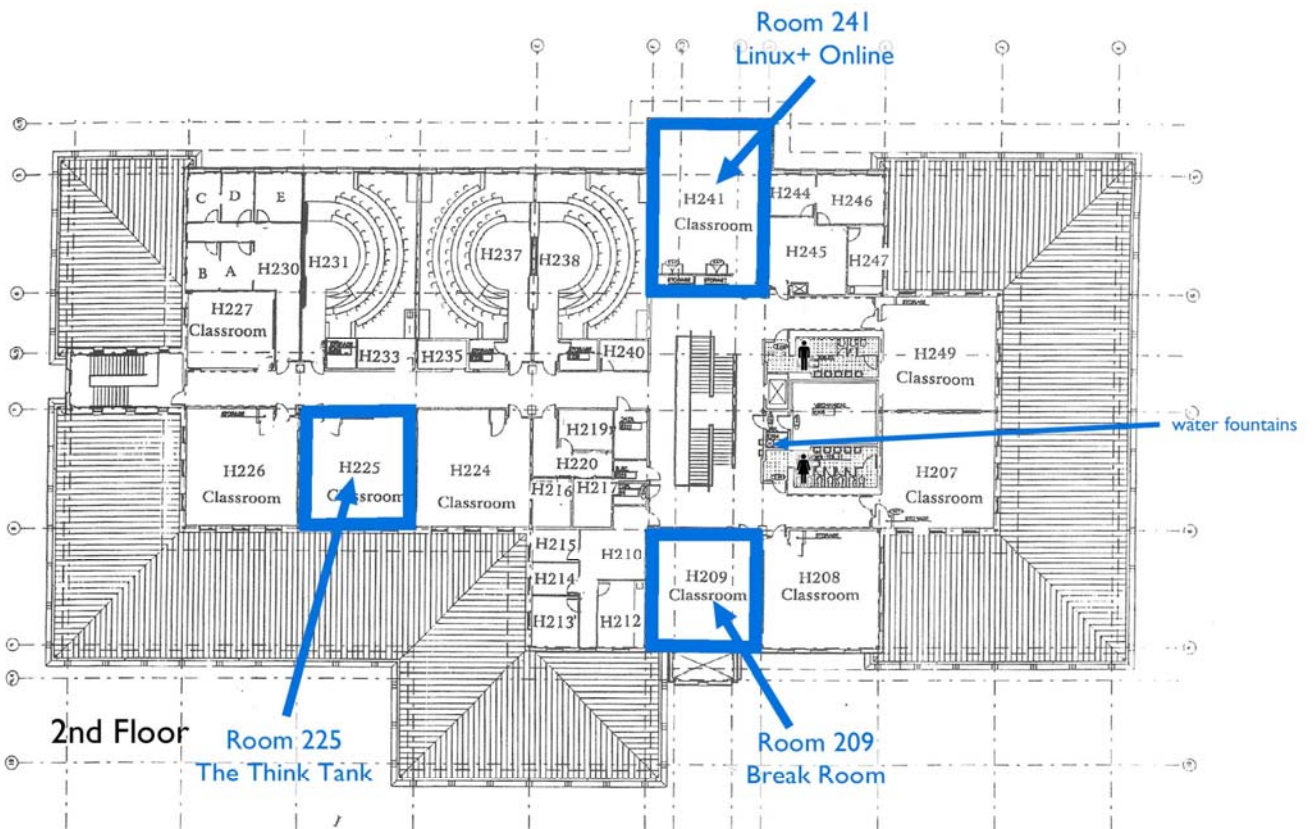 Room 241
Linux+ Online
H241
Classroom
H244
H246
H245
H247
C
D
E
B
A
H230
H231
H237
H238
H227
Classroom
H233
H235
H240
H249
Classroom
water fountains
H226
Classroom
H225
Classroom
H224
Classroom
H219
H220
H216
H217
H207
Classroom
H215
H210
H214
H213
H212
H209
Classroom
H208
Classroom
2nd Floor
Room 225
The Think Tank
Room 209
Break Room